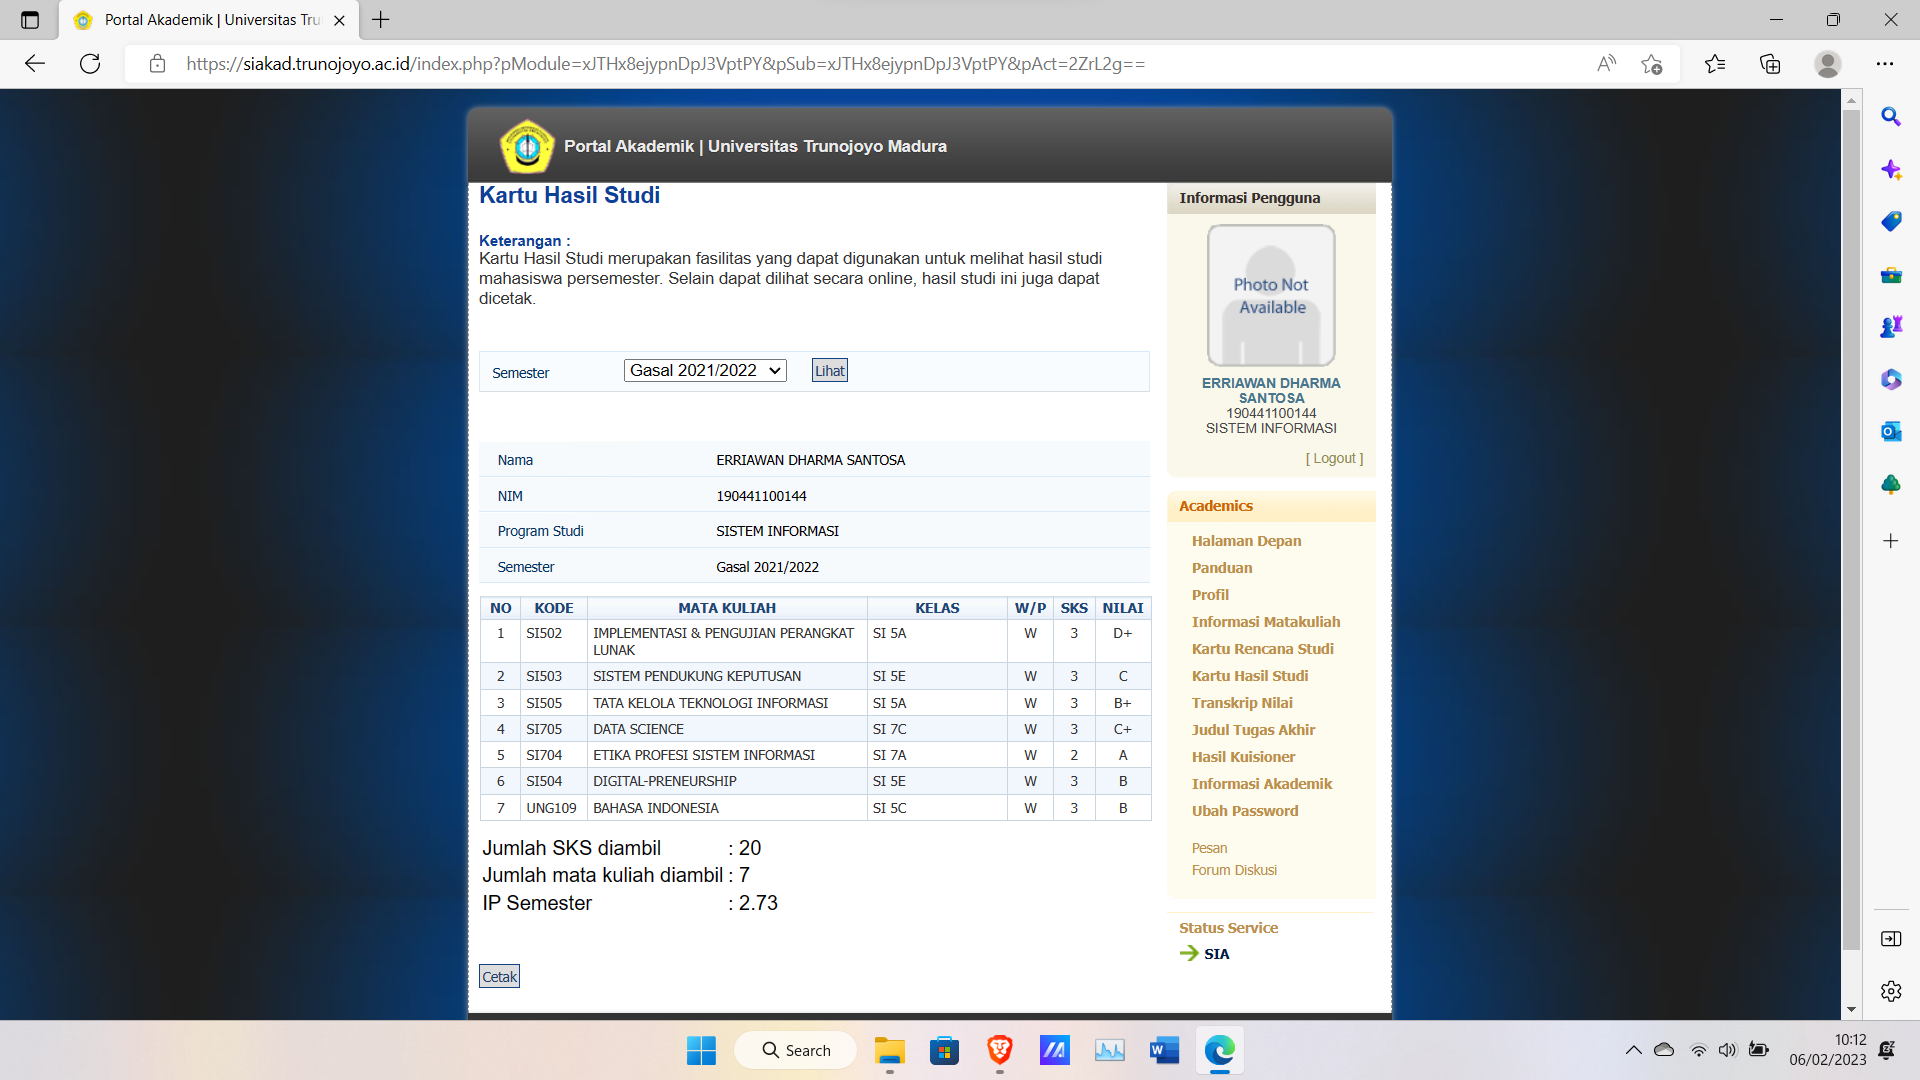 Portal Akademik | Universitas Tru
https://siakad.trunojoyo.ac.id/index.php?pModule=xJTHx8ejypnDpJ3VptPY&pSub=xJTHx8ejypnDpJ3VptPY&pAct=2ZrL2g==
Portal Akademik | Universitas Trunojoyo Madura
Kartu Hasil Studi
Keterangan :
Kartu Hasil Studi merupakan fasilitas yang dapat digunakan untuk melihat hasil studi
mahasiswa persemester. Selain dapat dilihat secara online, hasil studi ini juga dapat
dicetak.
Semester Gasal 2021/2022 Lihat
Nama ERRIAWAN DHARMA SANTOSA
NIM 190441100144
Program Studi SISTEM INFORMASI
Semester Gasal 2021/2022
NO KODE MATA KULIAH KELAS W/P SKS NILAI
1 SI502 IMPLEMENTASI & PENGUJIAN PERANGKAT LUNAK SI 5A W 3 D+
2 SI503 SISTEM PENDUKUNG KEPUTUSAN SI 5E W 3 C
3 SI505 TATA KELOLA TEKNOLOGI INFORMASI SI 5A W 3 B+
4 SI705 DATA SCIENCE SI 7C W 3 C+
5 SI704 ETIKA PROFESI SISTEM INFORMASI SI 7A W 2 A
6 SI504 DIGITAL-PRENEURSHIP SI 5E W 3 B
7 UNG109 BAHASA INDONESIA SI 5C W 3 B
Jumlah SKS diambil : 20
Jumlah mata kuliah diambil : 7
IP Semester : 2.73
Cetak
Informasi Pengguna
Photo Not
Available
ERRIAWAN DHARMA
SANTOSA
190441100144
SISTEM INFORMASI
[ Logout ]
Academics
Halaman Depan
Panduan
Profil
Informasi Matakuliah
Kartu Rencana Studi
Kartu Hasil Studi
Transkrip Nilai
Judul Tugas Akhir
Hasil Kuisioner
Informasi Akademik
Ubah Password
Pesan
Forum Diskusi
Status Service
SIA
Search
10:12
06/02/2023